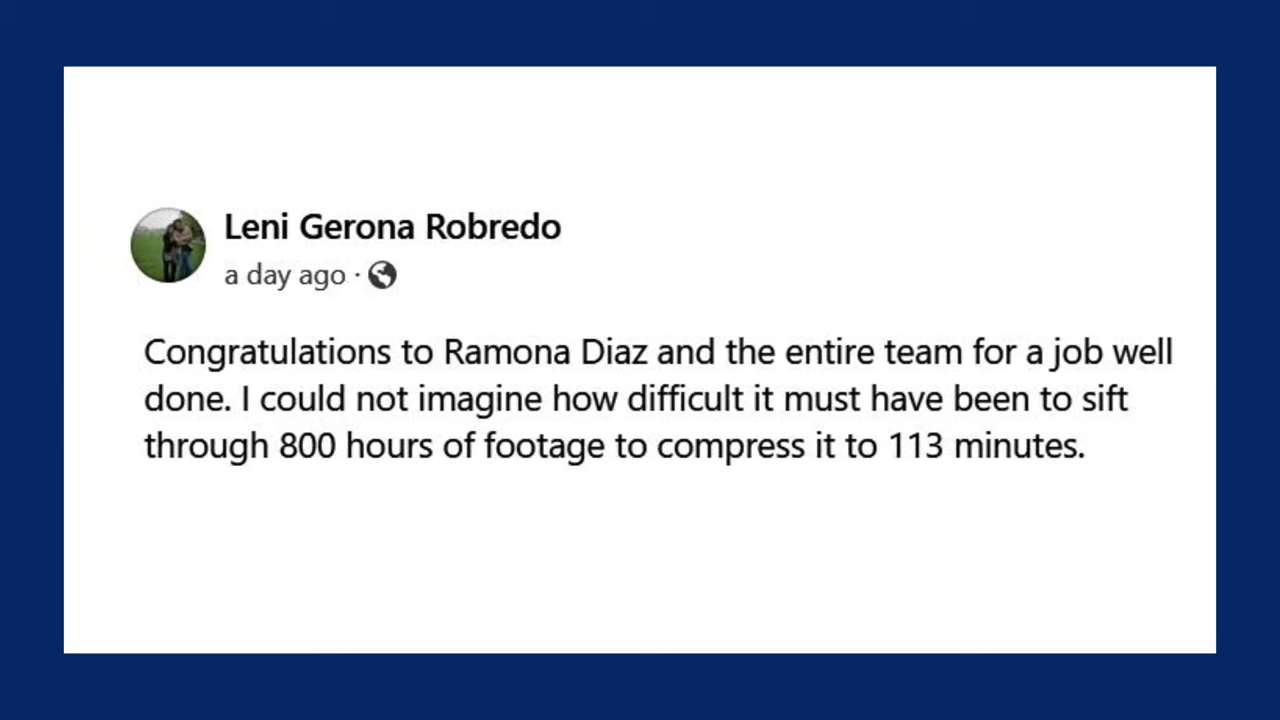 Leni Gerona Robredo
a day ago ·
Congratulations to Ramona Diaz and the entire team for a job well
done. I could not imagine how difficult it must have been to sift
through 800 hours of footage to compress it to 113 minutes.